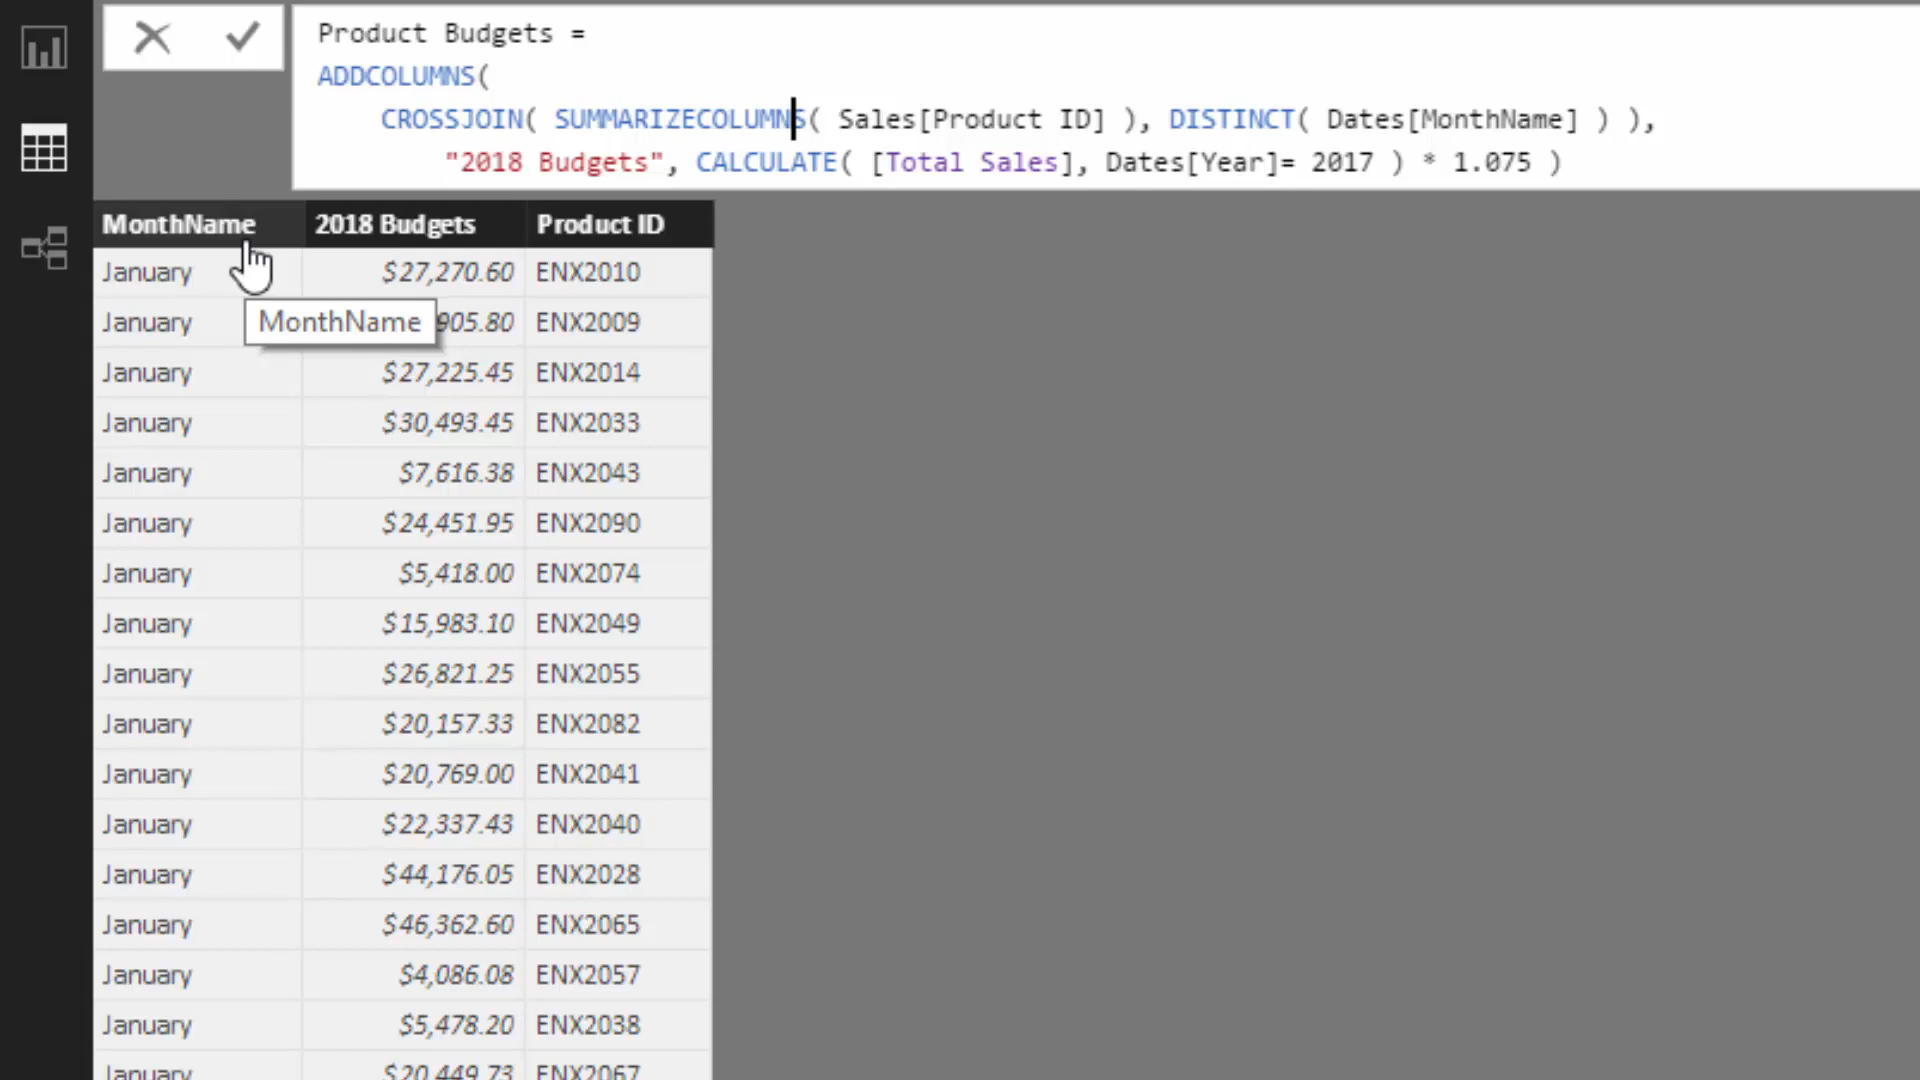 Product Budgets =
ADDCOLUMNS(
CROSSJOIN( SUMMARIZECOLUMNS( Sales[Product ID] ), DISTINCT( Dates[MonthName] ) ),
"2018 Budgets", CALCULATE( [Total Sales], Dates[Year]= 2017 ) * 1.075 )
MonthName 2018 Budgets Product ID
January $27,270.60 ENX2010
January 905.80 ENX2009
MonthName
January $27,225.45 ENX2014
January $30,493.45 ENX2033
January $7,616.38 ENX2043
January $24,451.95 ENX2090
January $5,418.00 ENX2074
January $15,983.10 ENX2049
January $26,821.25 ENX2055
January $20,157.33 ENX2082
January $20,769.00 ENX2041
January $22,337.43 ENX2040
January $44,176.05 ENX2028
January $46,362.60 ENX2065
January $4,086.08 ENX2057
January $5,478.20 ENX2038
January $20,449.73 ENX2067